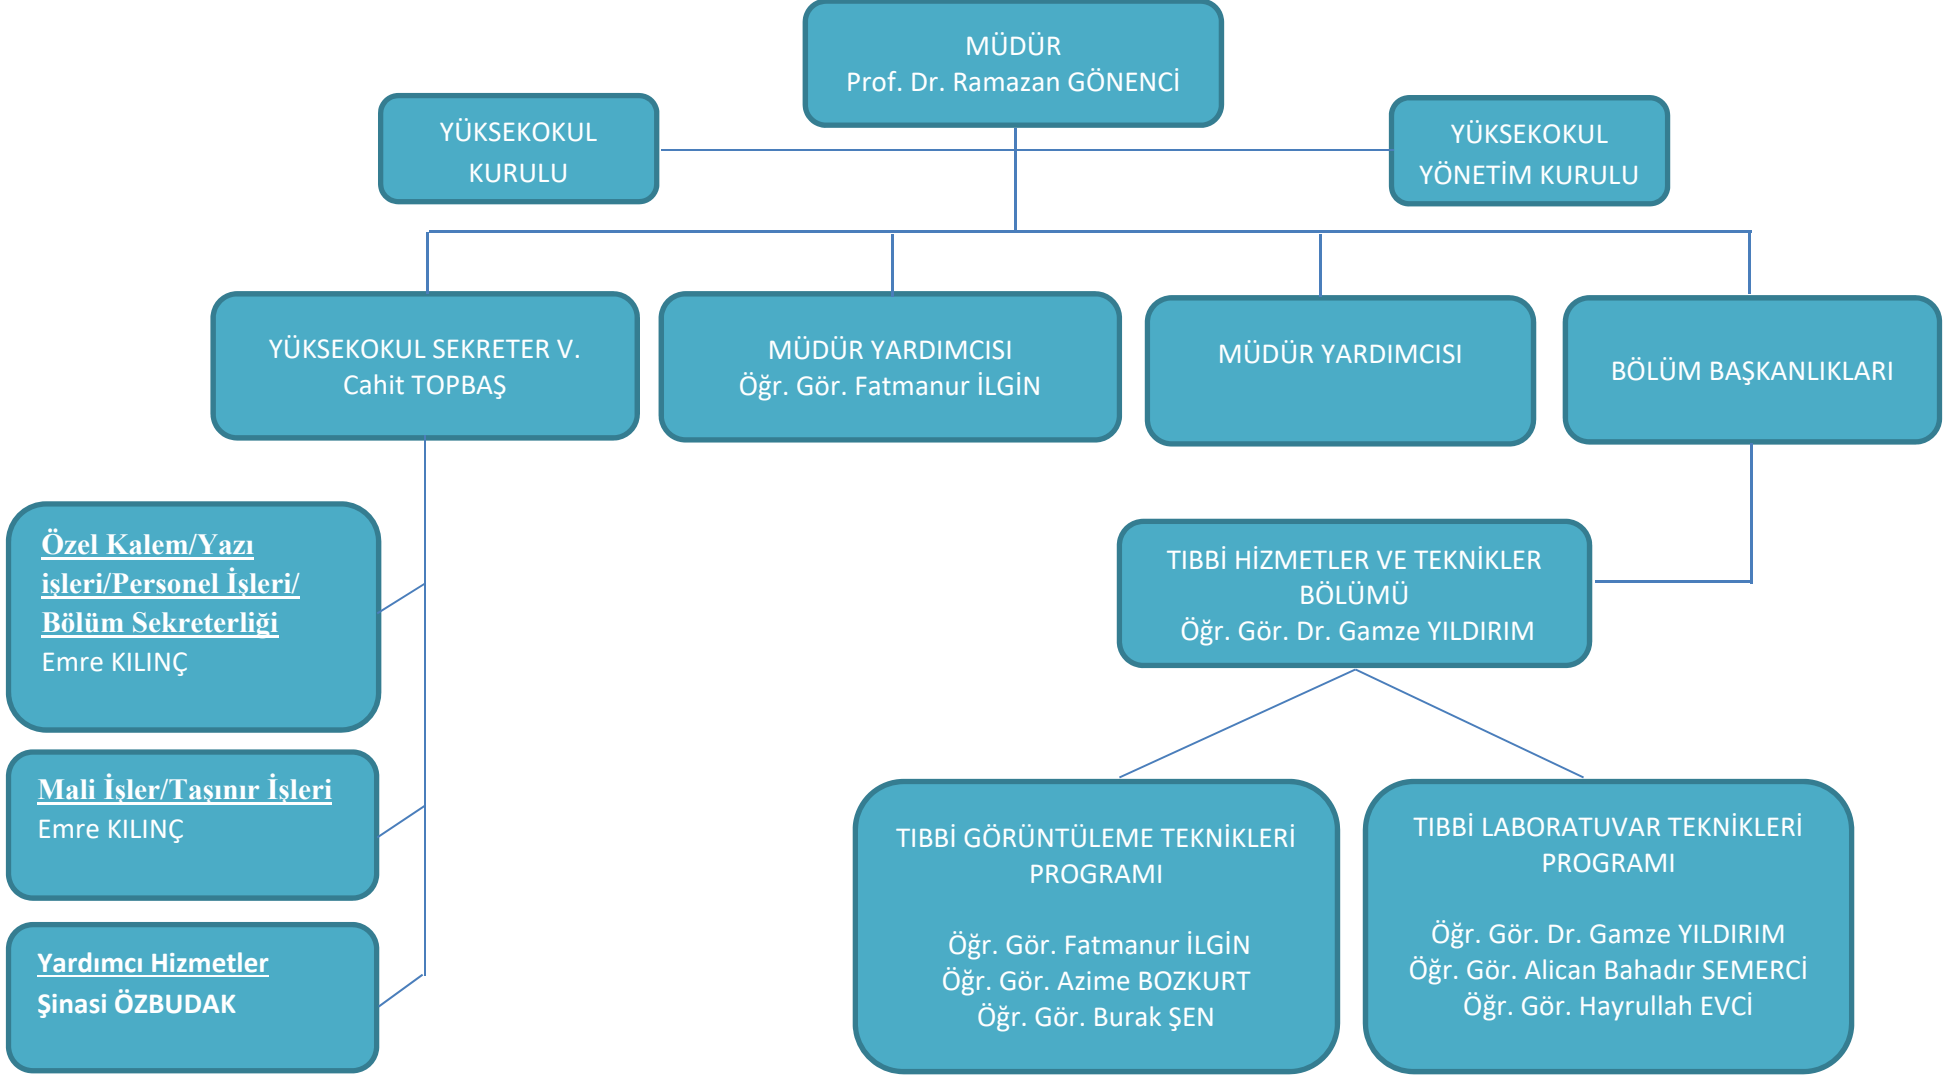 MÜDÜR
Prof. Dr. Ramazan GÖNENCİ
YÜKSEKOKUL
KURULU
YÜKSEKOKUL
YÖNETİM KURULU
YÜKSEKOKUL SEKRETER V.
Cahit TOPBAŞ
MÜDÜR YARDIMCISI
Öğr. Gör. Fatmanur İLGİN
MÜDÜR YARDIMCISI
BÖLÜM BAŞKANLIKLARI
Özel Kalem/Yazı
işleri/Personel İşleri/
Bölüm Sekreterliği
Emre KILINÇ
TIBBİ HİZMETLER VE TEKNİKLER
BÖLÜMÜ
Öğr. Gör. Dr. Gamze YILDIRIM
Mali İşler/Taşınır İşleri
Emre KILINÇ
Yardımcı Hizmetler
Şinasi ÖZBUDAK
TIBBİ GÖRÜNTÜLEME TEKNİKLERİ
PROGRAMI
Öğr. Gör. Fatmanur İLGİN
Öğr. Gör. Azime BOZKURT
Öğr. Gör. Burak ŞEN
TIBBİ LABORATUVAR TEKNİKLERİ
PROGRAMI
Öğr. Gör. Dr. Gamze YILDIRIM
Öğr. Gör. Alican Bahadır SEMERCİ
Öğr. Gör. Hayrullah EVCİ